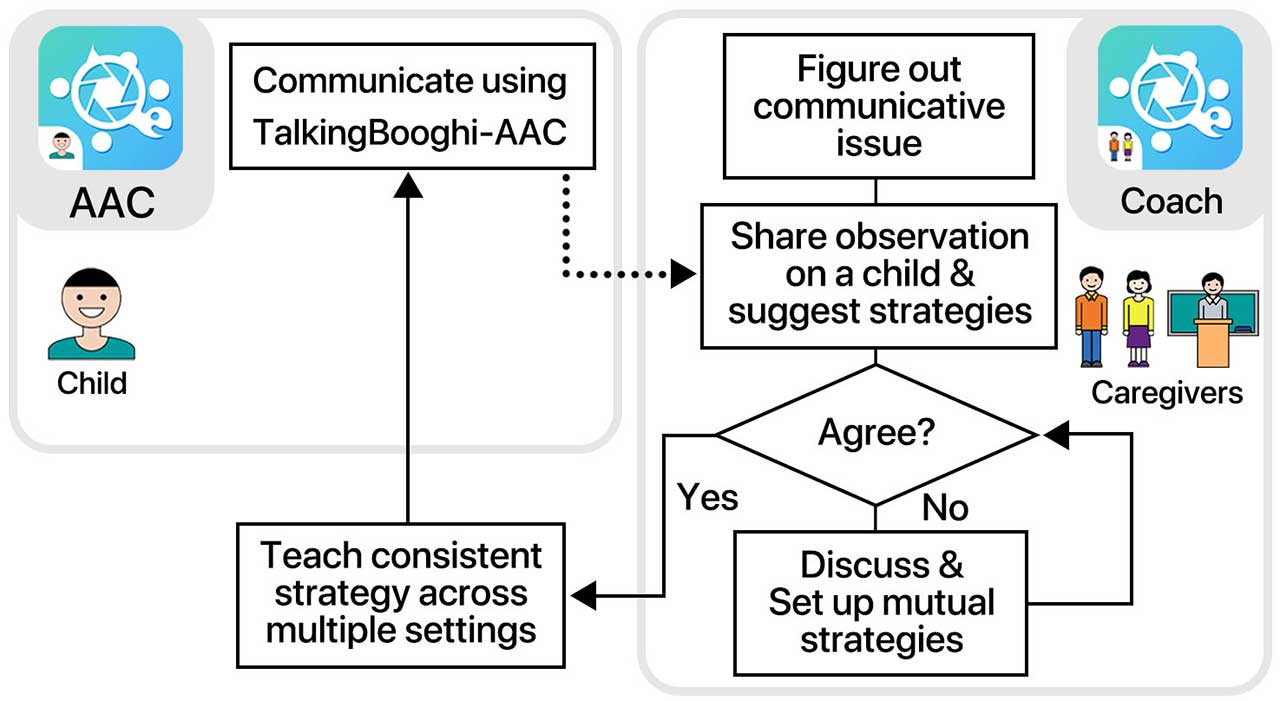 AAC
Communicate using
TalkingBooghi-AAC
Child
Teach consistent
strategy across
multiple settings
Figure out
communicative
issue
Coach
Share observation
on a child &
suggest strategies
Caregivers
Agree?
Yes
No
Discuss &
Set up mutual
strategies